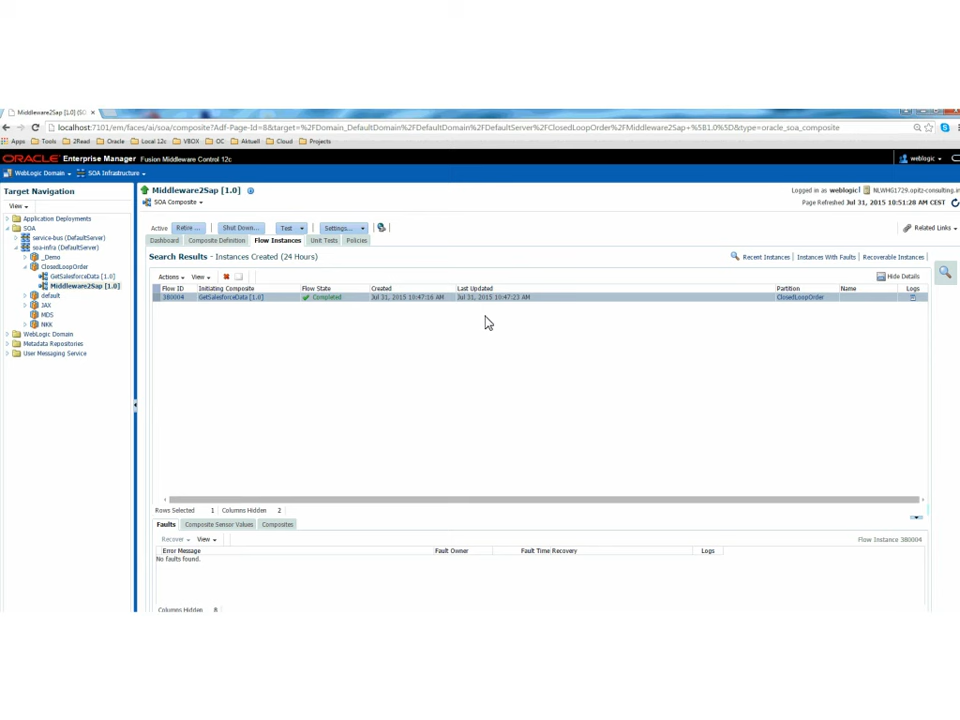 Middleware2Sap [1.0] (SO
localhost:7101/em/faces/ai/soa/composite?Adf-Page-Id=8&target=%2FDomain_DefaultDomain%2FDefaultDomain%2FDefaultServer%2FClosedLoopOrder%2FMiddleware2Sap+%5B1.0%5D&type=oracle_soa_composite
Apps Tools 2Read Oracle Local 12c VBOX OC Aktuell Cloud Projects
ORACLE Enterprise Manager Fusion Middleware Control 12c weblogic
WebLogic Domain SOA Infrastructure
Target Navigation
View
Application Deployments
SOA
service-bus (DefaultServer)
soa-infra (DefaultServer)
_Demo
ClosedLoopOrder
GetSalesforceData [1.0]
Middleware2Sap [1.0]
default
JAX
MDS
NKK
WebLogic Domain
Metadata Repositories
User Messaging Service
Middleware2Sap [1.0]
SOA Composite
Logged in as weblogic NLWHG1729.opitz-consulting.in
Page Refreshed Jul 31, 2015 10:51:28 AM CEST
Active Retire ... Shut Down... Test Settings... Related Links
Dashboard Composite Definition Flow Instances Unit Tests Policies
Search Results - Instances Created (24 Hours)
Recent Instances Instances With Faults Recoverable Instances
Actions View Hide Details
Flow ID Initiating Composite Flow State Created Last Updated Partition Name Logs
380004 GetSalesforceData [1.0] Completed Jul 31, 2015 10:47:16 AM Jul 31, 2015 10:47:23 AM ClosedLoopOrder
Rows Selected 1 Columns Hidden 2
Faults Composite Sensor Values Composites
Recover View Flow Instance 380004
Error Message Fault Owner Fault Time Recovery Logs
No faults found.
Columns Hidden 8